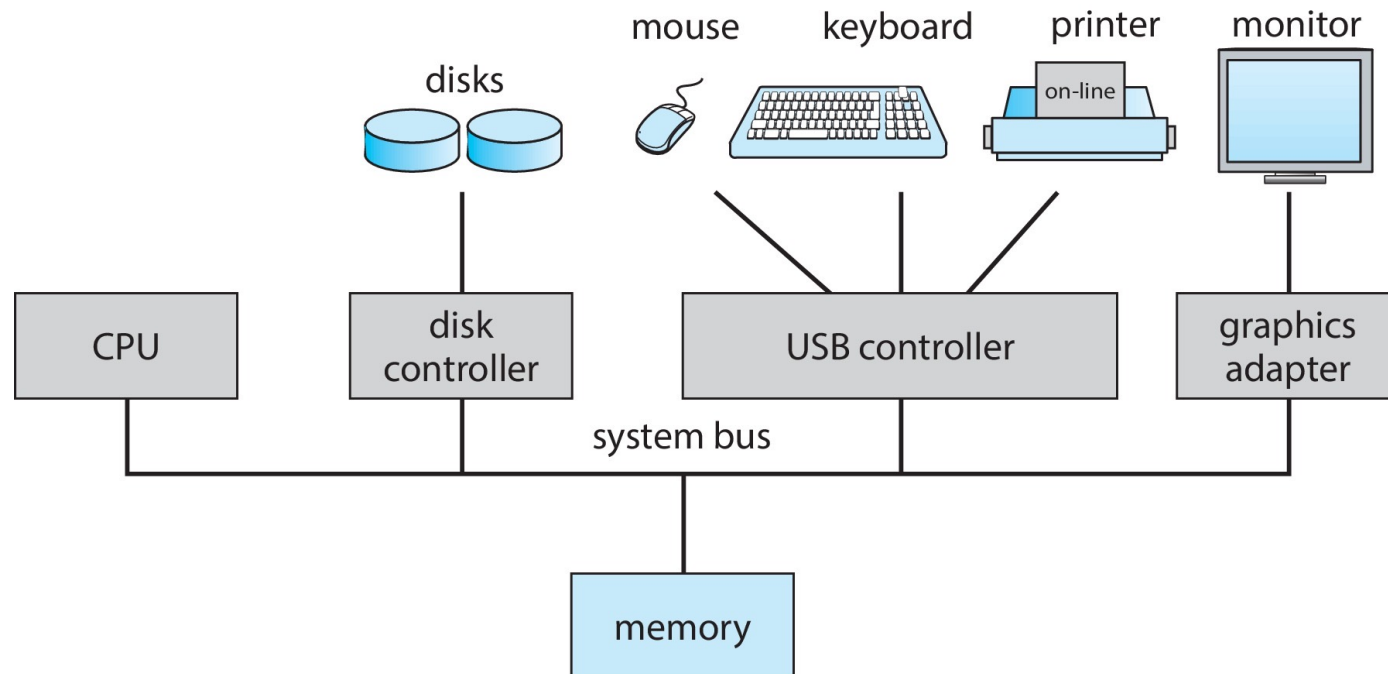 mouse
keyboard
printer
monitor
disks
on-line
CPU
disk
controller
USB controller
graphics
adapter
system bus
memory